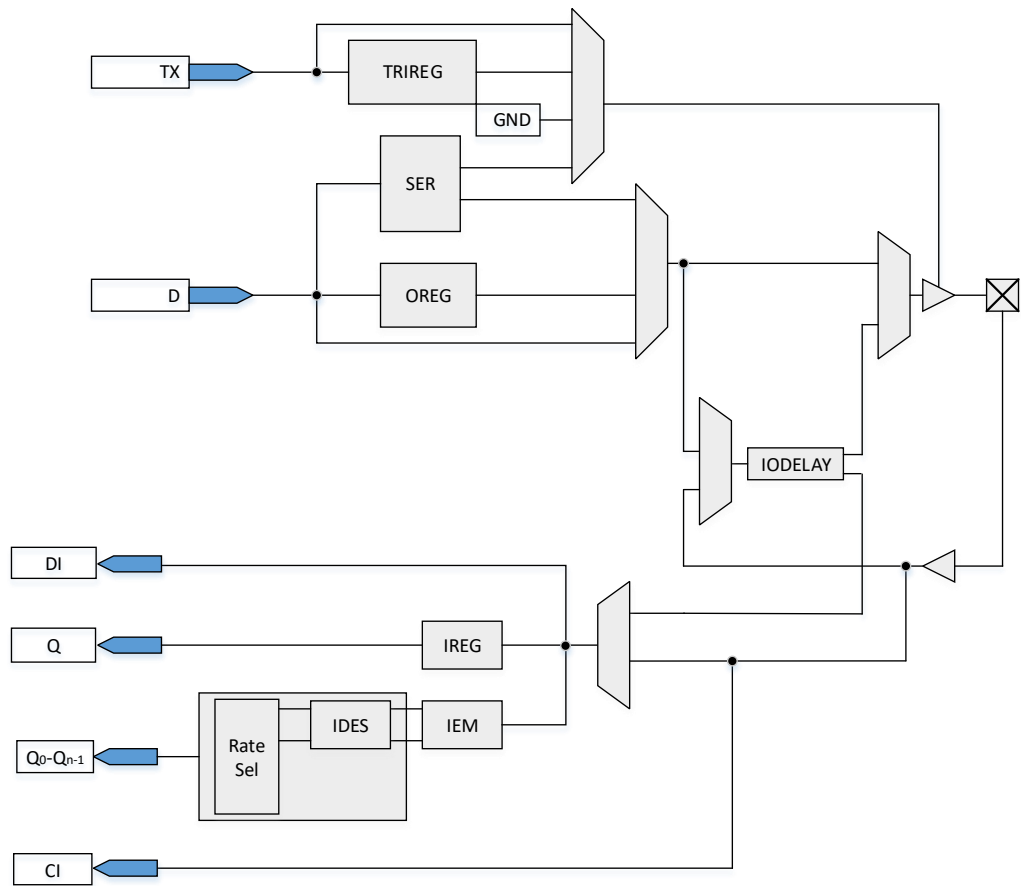 TX
TRIREG
GND
SER
D
OREG
IODELAY
DI
Q
IREG
Rate
Sel
IDES
IEM
Q0-Qn-1
CI